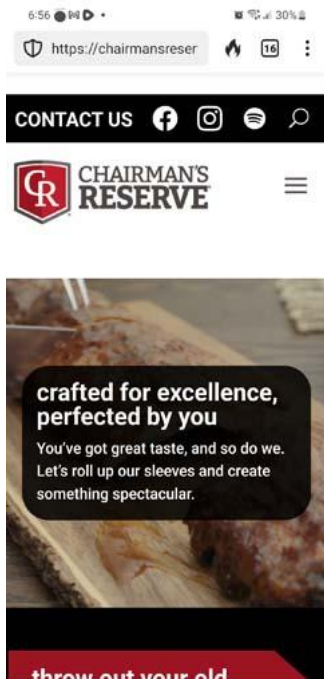 6:56
30%
https://chairmansreser
16
CONTACT US
CR
CHAIRMAN'S
RESERVE
crafted for excellence,
perfected by you
You've got great taste, and so do we.
Let's roll up our sleeves and create
something spectacular.
throw out your old